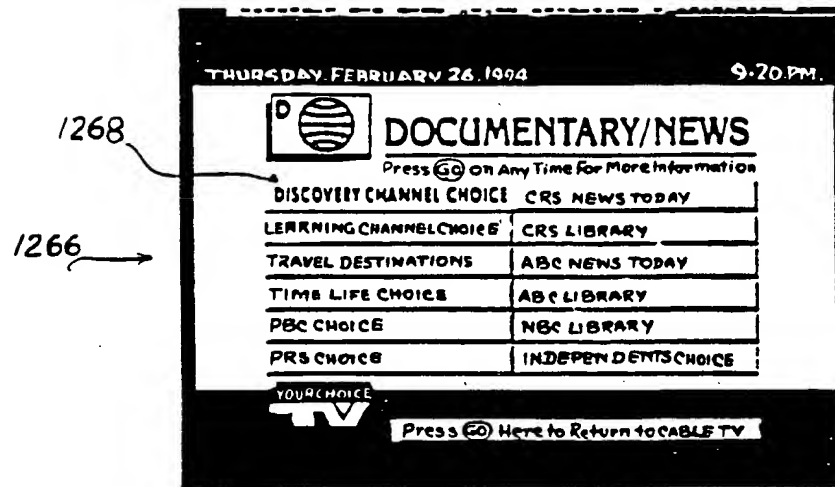 THURSDAY. FEBRUARY 26. 1994 9.20.PM.
D
DOCUMENTARY/NEWS
1268
Press GO on Any Time For More Information
DISCOVERY CHANNEL CHOICE CRS NEWS TODAY
LEARNING CHANNEL CHOICE CRS LIBRARY
1266
TRAVEL DESTINATIONS ABC NEWS TODAY
TIME LIFE CHOICE ABC LIBRARY
PBC CHOICE NBC LIBRARY
PRS CHOICE INDEPENDENTS CHOICE
YOUR CHOICE
TV
Press GO Here to Return to CABLE TV